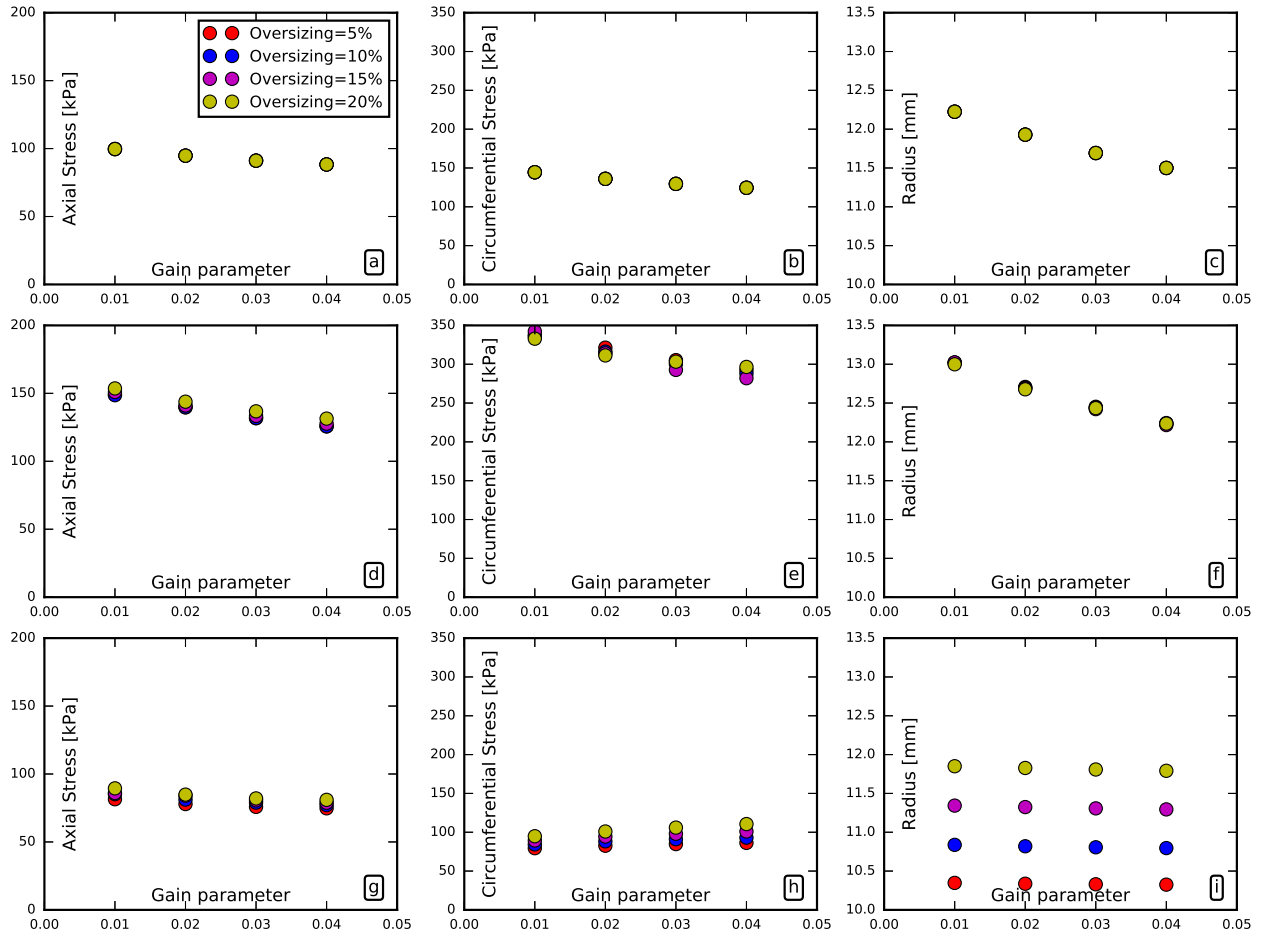 200
150
100
50
0
Axial Stress [kPa]
Oversizing=5%
Oversizing=10%
Oversizing=15%
Oversizing=20%
Gain parameter
a
0.00 0.01 0.02 0.03 0.04 0.05
350
300
250
200
150
100
50
0
Circumferential Stress [kPa]
Gain parameter
b
0.00 0.01 0.02 0.03 0.04 0.05
13.5
13.0
12.5
12.0
11.5
11.0
10.5
10.0
Radius [mm]
Gain parameter
c
0.00 0.01 0.02 0.03 0.04 0.05
200
150
100
50
0
Axial Stress [kPa]
Gain parameter
d
0.00 0.01 0.02 0.03 0.04 0.05
350
300
250
200
150
100
50
0
Circumferential Stress [kPa]
Gain parameter
e
0.00 0.01 0.02 0.03 0.04 0.05
13.5
13.0
12.5
12.0
11.5
11.0
10.5
10.0
Radius [mm]
Gain parameter
f
0.00 0.01 0.02 0.03 0.04 0.05
200
150
100
50
0
Axial Stress [kPa]
Gain parameter
g
0.00 0.01 0.02 0.03 0.04 0.05
350
300
250
200
150
100
50
0
Circumferential Stress [kPa]
Gain parameter
h
0.00 0.01 0.02 0.03 0.04 0.05
13.5
13.0
12.5
12.0
11.5
11.0
10.5
10.0
Radius [mm]
Gain parameter
i
0.00 0.01 0.02 0.03 0.04 0.05